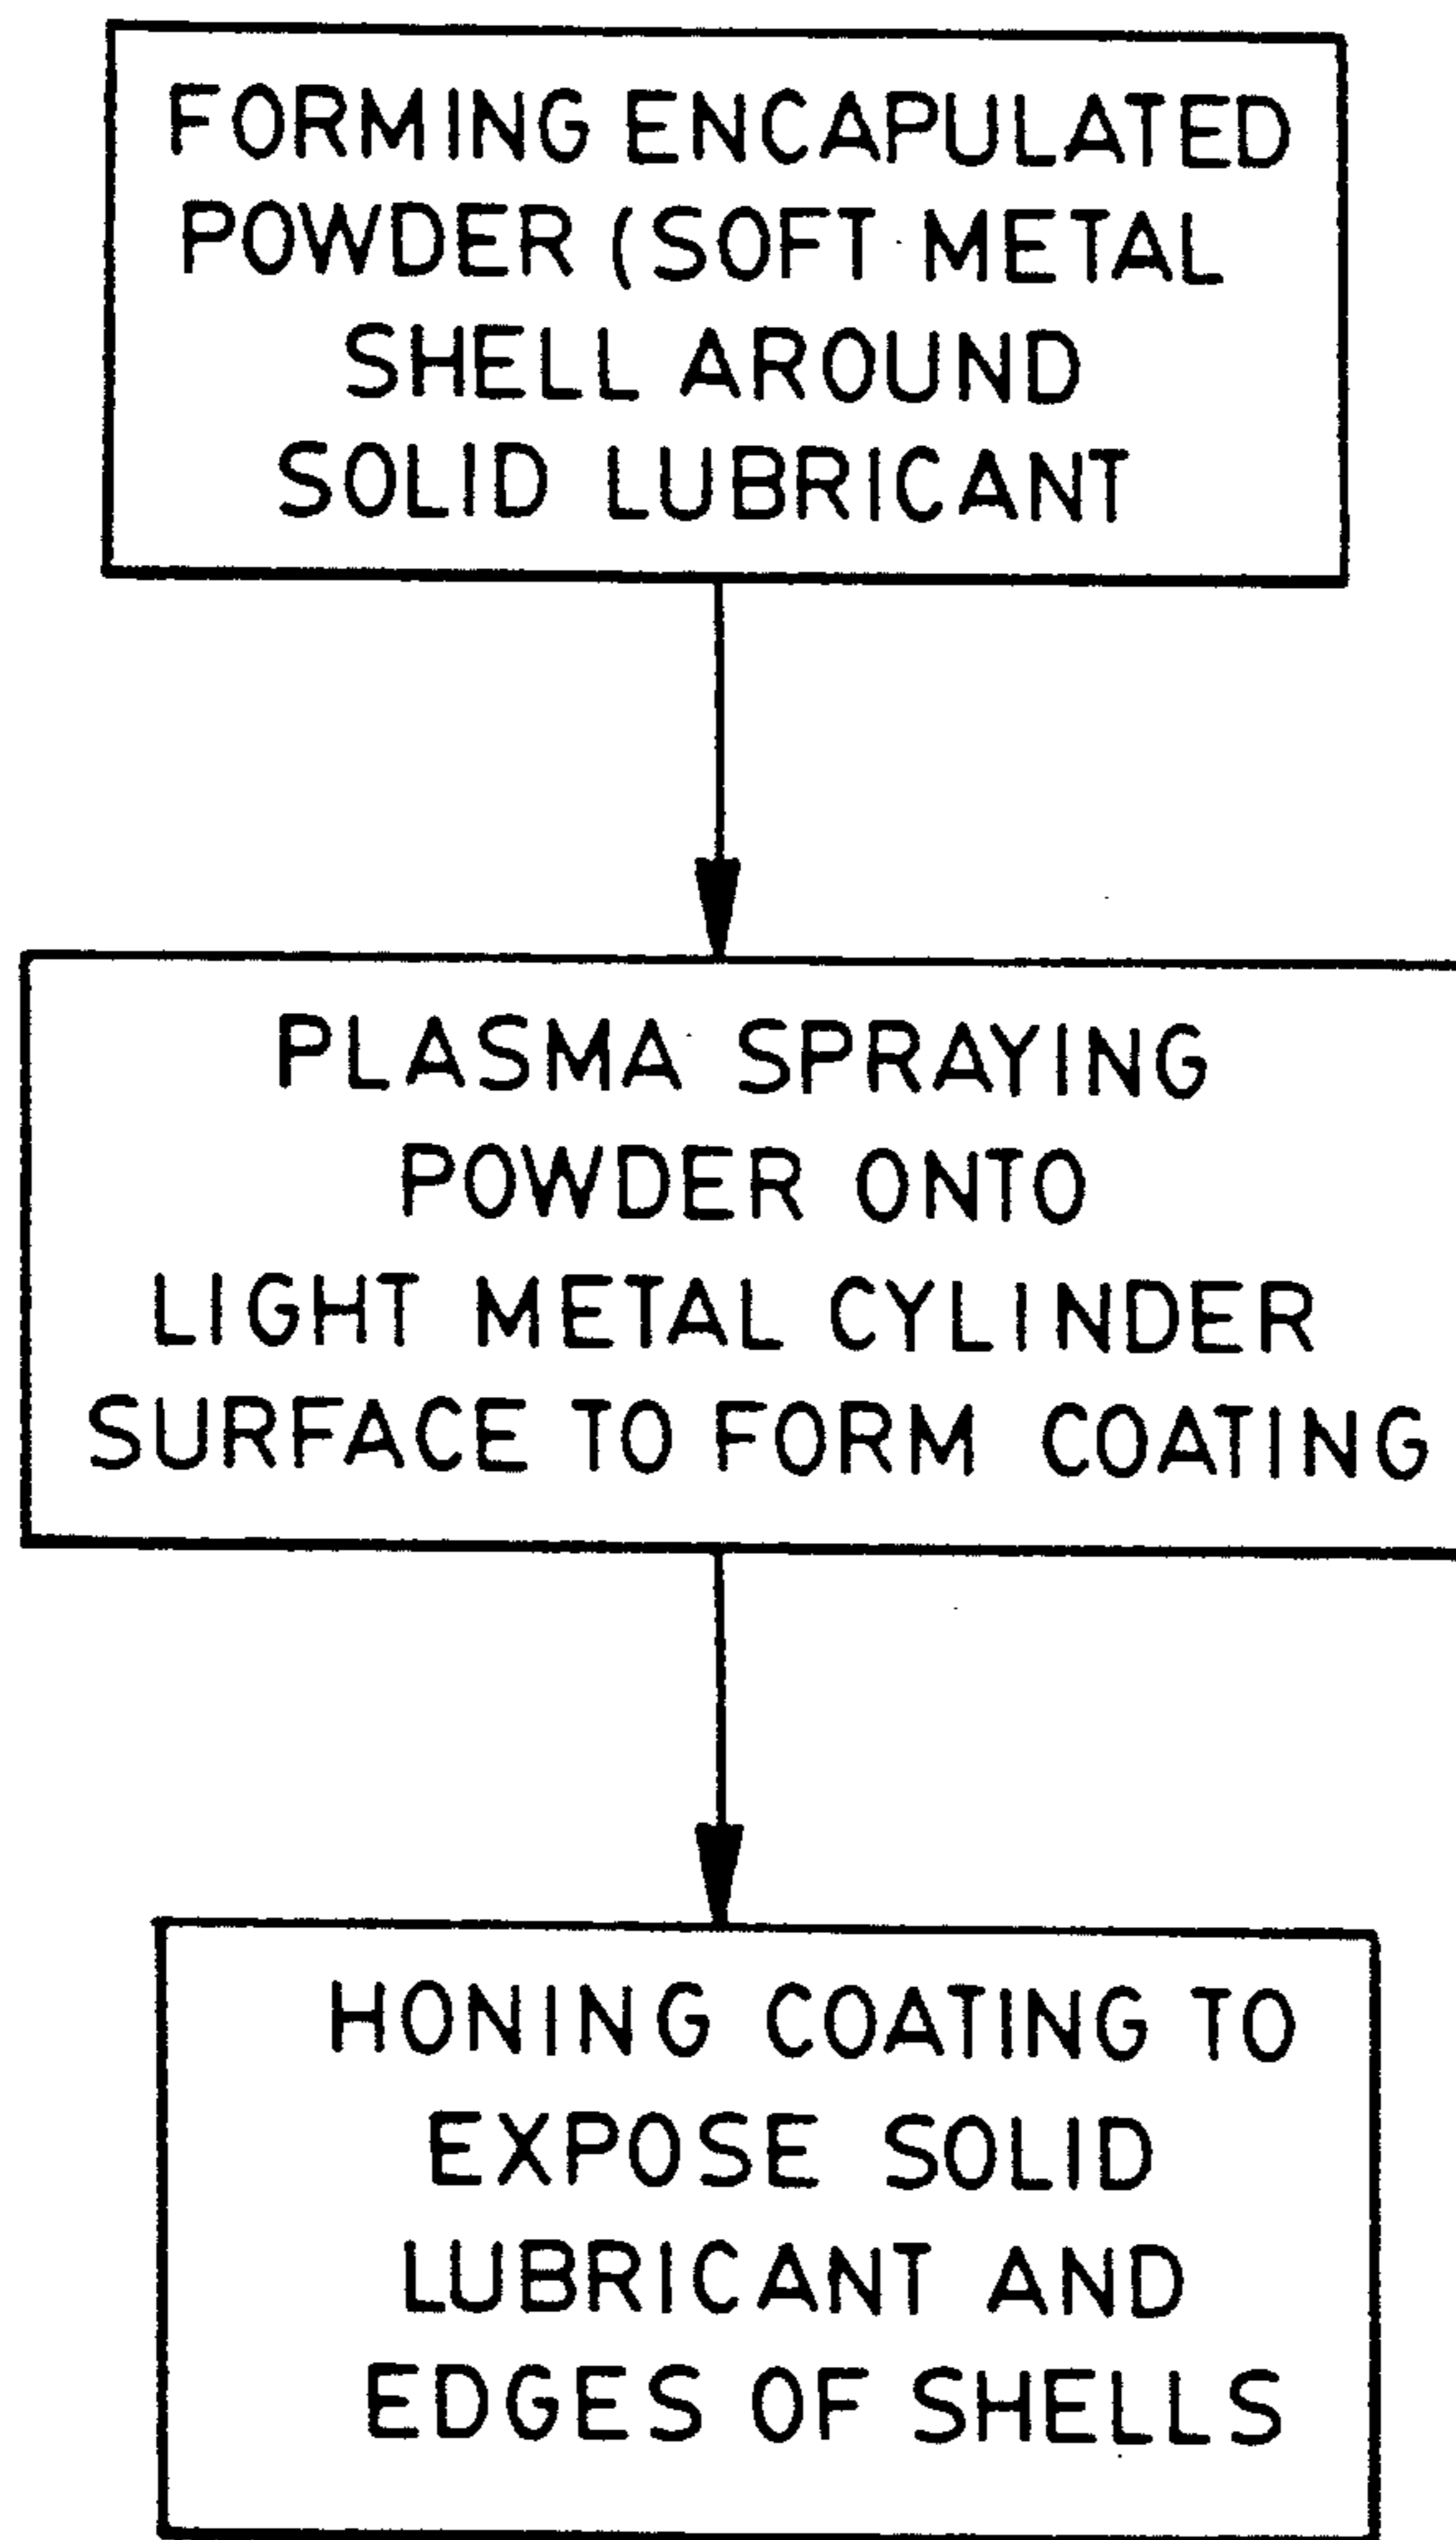 FORMING ENCAPULATED
POWDER (SOFT METAL
SHELL AROUND
SOLID LUBRICANT
PLASMA SPRAYING
POWDER ONTO
LIGHT METAL CYLINDER
SURFACE TO FORM COATING
HONING COATING TO
EXPOSE SOLID
LUBRICANT AND
EDGES OF SHELLS